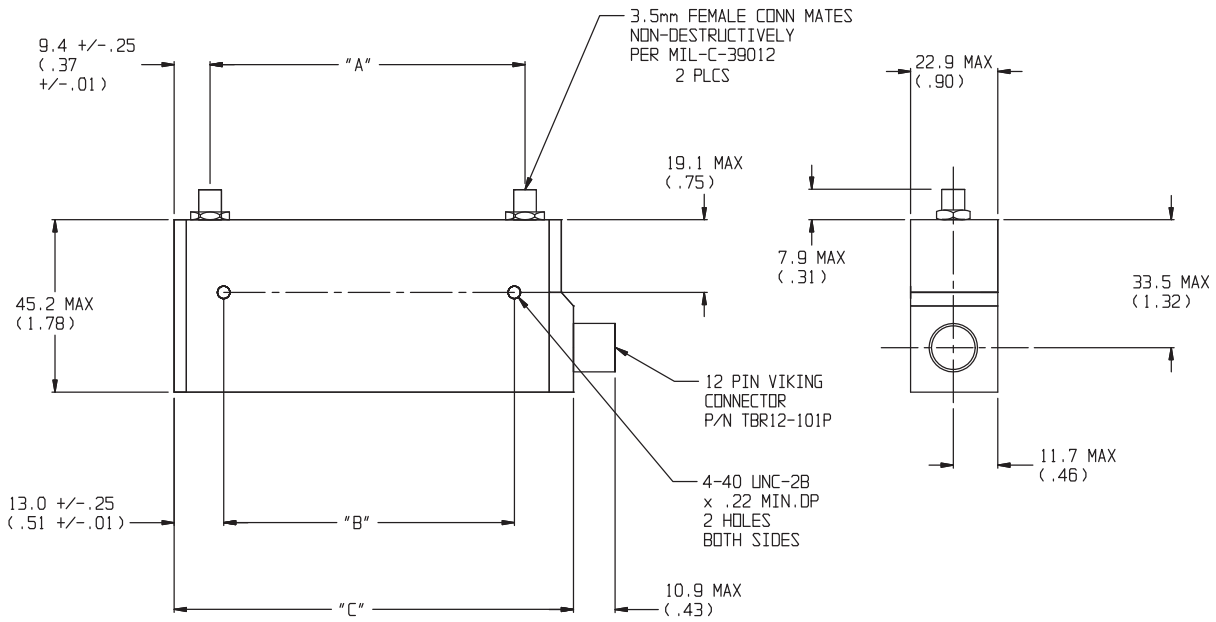 9.4 +/-.25
(.37
+/-.01)
"A"
3.5mm FEMALE CONN MATES
NON-DESTRUCTIVELY
PER MIL-C-39012
2 PLCS
22.9 MAX
(.90)
19.1 MAX
(.75)
7.9 MAX
(.31)
33.5 MAX
(1.32)
45.2 MAX
(1.78)
12 PIN VIKING
CONNECTOR
P/N TBR12-101P
11.7 MAX
(.46)
4-40 UNC-2B
x .22 MIN.DP
2 HOLES
BOTH SIDES
13.0 +/-.25
(.51 +/-.01)
"B"
10.9 MAX
(.43)
"C"